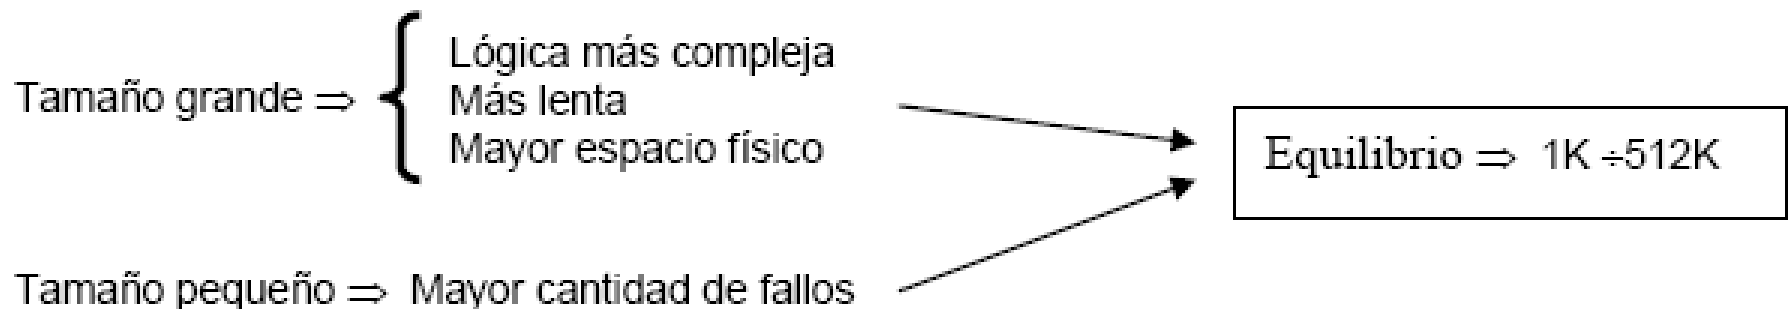 Tamaño grande ⇒
Lógica más compleja
Más lenta
Mayor espacio físico
Equilibrio ⇒ 1K ÷512K
Tamaño pequeño ⇒ Mayor cantidad de fallos